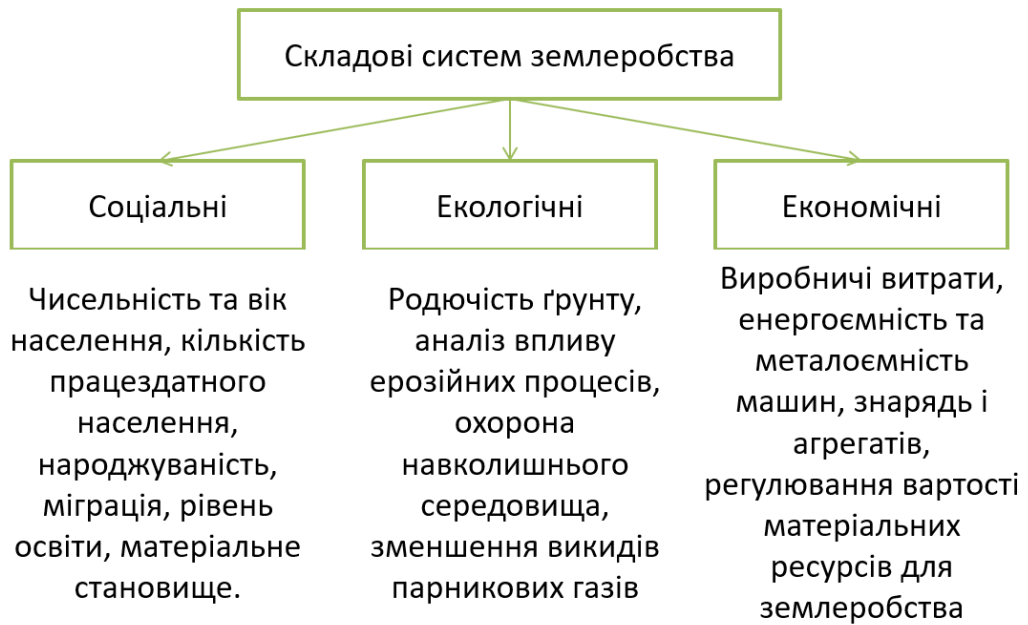 Складові систем землеробства
Соціальні
Чисельність та вік
населення, кількість
працездатного
населення,
народжуваність,
міграція, рівень
освіти, матеріальне
становище.
Екологічні
Родючість ґрунту,
аналіз впливу
ерозійних процесів,
охорона
навколишнього
середовища,
зменшення викидів
парникових газів
Економічні
Виробничі витрати,
енергоємність та
металоємність
машин, знарядь і
агрегатів,
регулювання вартості
матеріальних
ресурсів для
землеробства